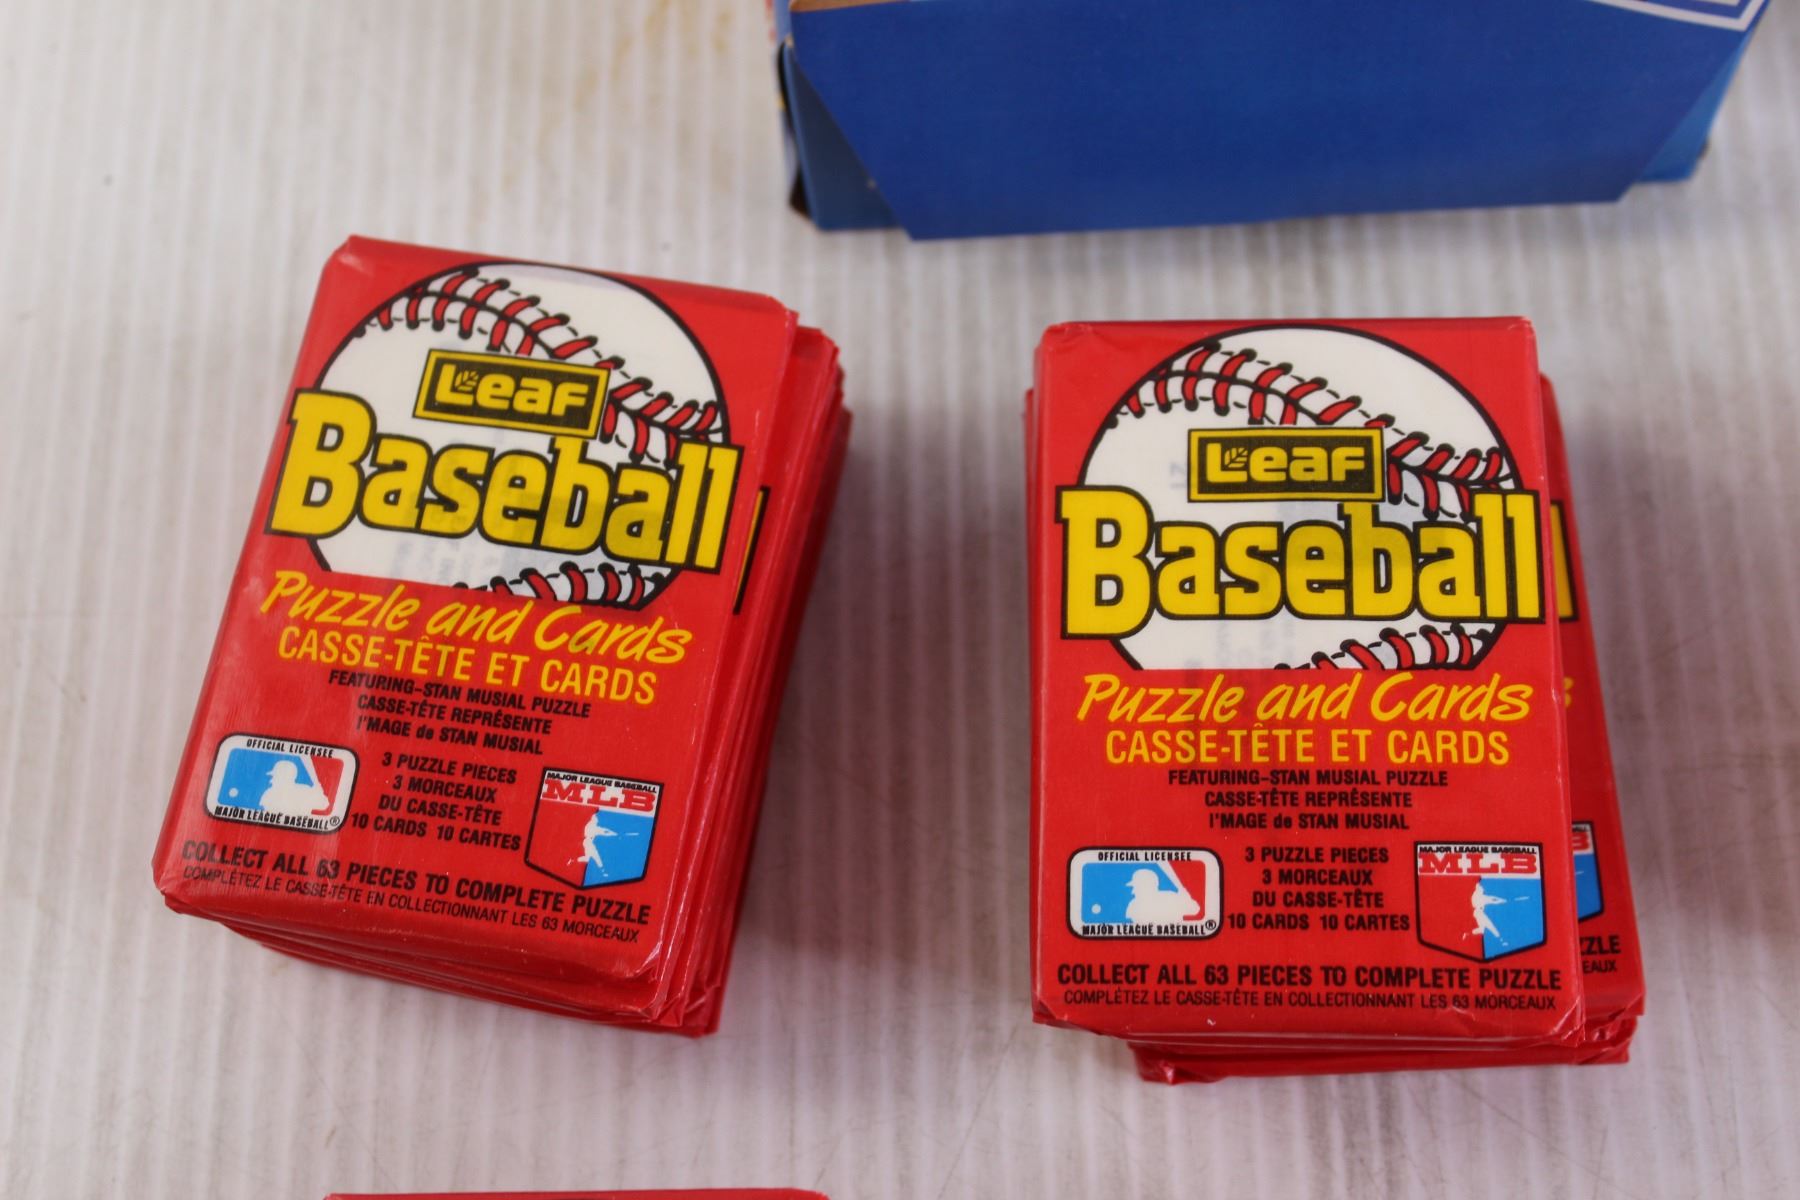 Leaf
Baseball
Puzzle and Cards
CASSE-TÊTE ET CARDS
FEATURING-STAN MUSIAL PUZZLE
CASSE-TÊTE REPRÉSENTE
l'MAGE de STAN MUSIAL
OFFICIAL LICENSEE
MAJOR LEAGUE BASEBALL®
3 PUZZLE PIECES
3 MORCEAUX
DU CASSE-TÊTE
10 CARDS 10 CARTES
MAJOR LEAGUE BASEBALL
MLB
COLLECT ALL 63 PIECES TO COMPLETE PUZZLE
COMPLÉTEZ LE CASSE-TÊTE EN COLLECTIONNANT LES 63 MORCEAUX
Leaf
Baseball
Puzzle and Cards
CASSE-TÊTE ET CARDS
FEATURING-STAN MUSIAL PUZZLE
CASSE-TÊTE REPRÉSENTE
l'MAGE de STAN MUSIAL
OFFICIAL LICENSEE
MAJOR LEAGUE BASEBALL®
3 PUZZLE PIECES
3 MORCEAUX
DU CASSE-TÊTE
10 CARDS 10 CARTES
MAJOR LEAGUE BASEBALL
MLB
COLLECT ALL 63 PIECES TO COMPLETE PUZZLE
COMPLÉTEZ LE CASSE-TÊTE EN COLLECTIONNANT LES 63 MORCEAUX